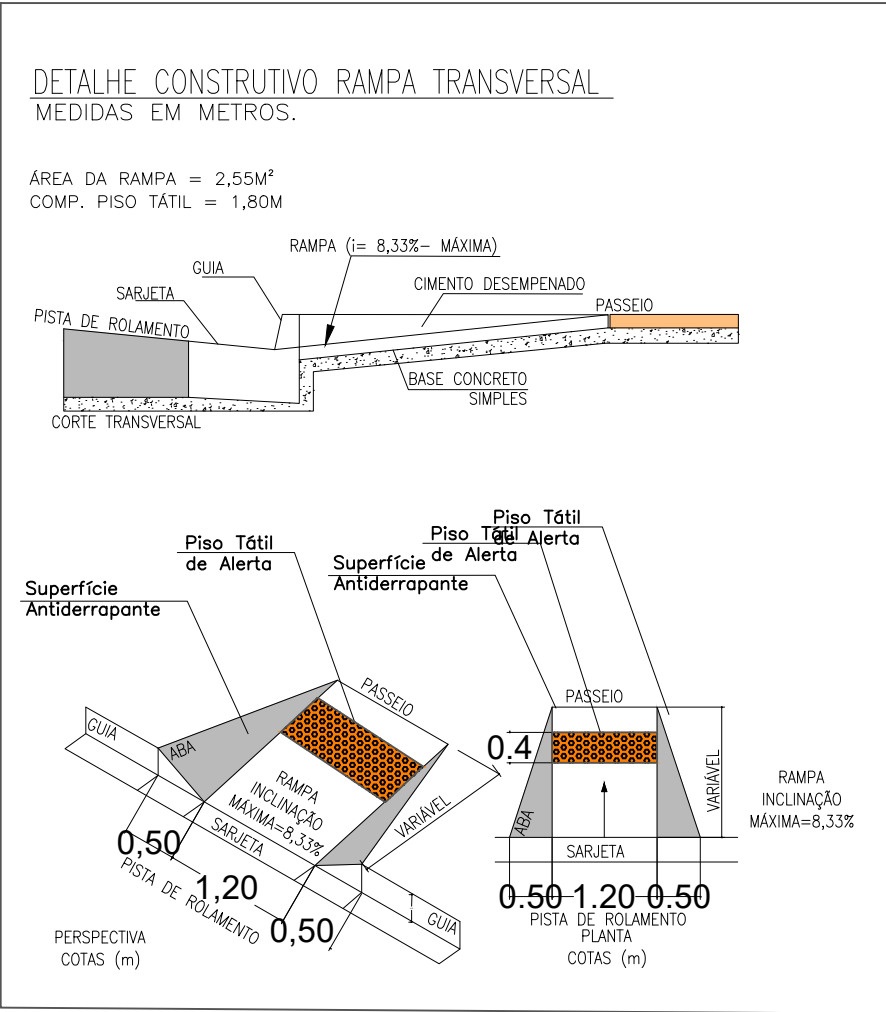 DETALHE CONSTRUTIVO RAMPA TRANSVERSAL
MEDIDAS EM METROS.
ÁREA DA RAMPA = 2,55M²
COMP. PISO TÁTIL = 1,80M
RAMPA (i= 8,33%- MÁXIMA)
GUIA
CIMENTO DESEMPENADO
SARJETA
PASSEIO
PISTA DE ROLAMENTO
BASE CONCRETO
SIMPLES
CORTE TRANSVERSAL
Piso Tátil
de Alerta
Superfície
Antiderrapante
PASSEIO
GUIA
ABA
RAMPA
INCLINAÇÃO
MÁXIMA=8,33%
VARIÁVEL
SARJETA
0,50
1,20
0,50
PISTA DE ROLAMENTO
GUIA
PERSPECTIVA
COTAS (m)
Piso Tátil
de Alerta
Piso Tátil
de Alerta
Superfície
Antiderrapante
PASSEIO
0.4
ABA
VARIÁVEL
RAMPA
INCLINAÇÃO
MÁXIMA=8,33%
SARJETA
0.50 1.20 0.50
PISTA DE ROLAMENTO
PLANTA
COTAS (m)